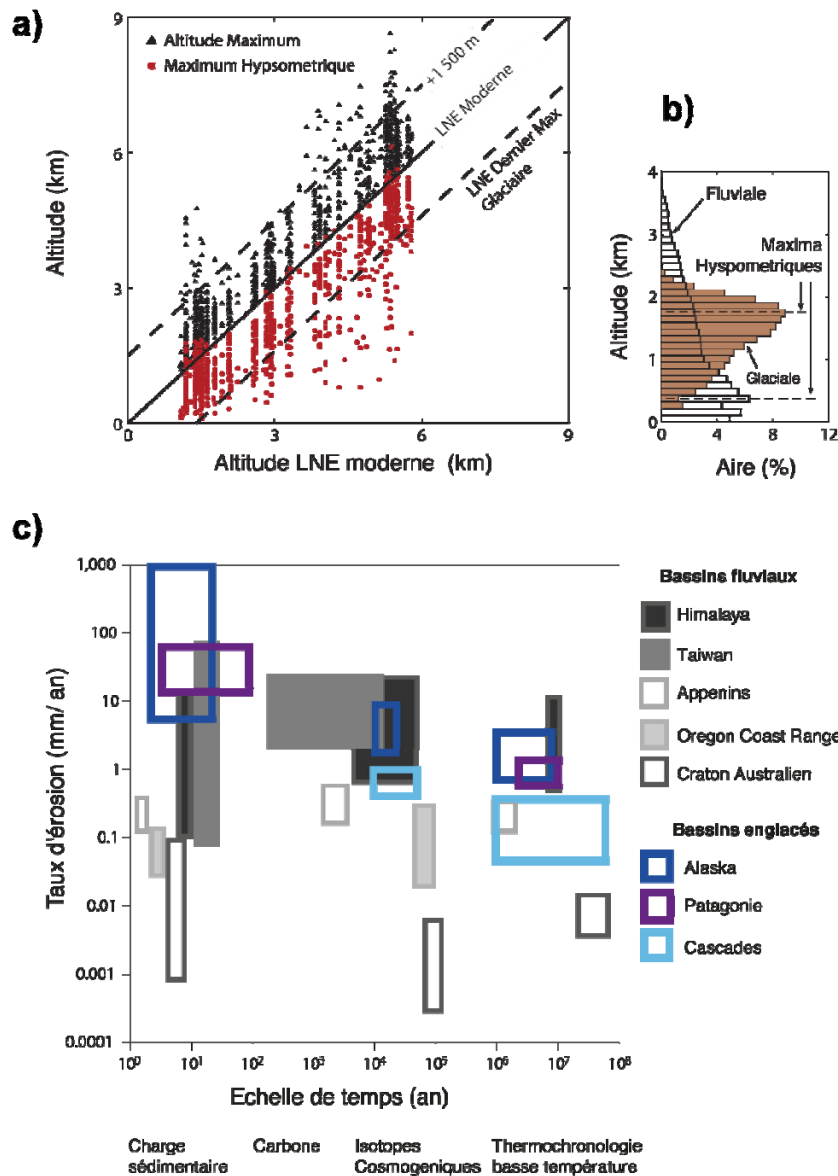 a)
Altitude Maximum
Maximum Hypsometrique
+1 500 m
LNE Moderne
LNE Dernier Max
Glaciaire
Altitude (km)
9
6
3
0
0
3
6
9
Altitude LNE moderne (km)
b)
Fluviale
Maxima
Hyspometriques
Glaciale
Altitude (km)
4
3
2
1
0
0
4
8
12
Aire (%)
c)
Taux d'érosion (mm/ an)
1,000
100
10
1
0.1
0.01
0.001
0.0001
10⁰
10¹
10²
10³
10⁴
10⁵
10⁶
10⁷
10⁸
Echelle de temps (an)
Charge
sédimentaire
Carbone
Isotopes
Cosmogeniques
Thermochronologie
basse température
Bassins fluviaux
Himalaya
Taiwan
Appenins
Oregon Coast Range
Craton Australien
Bassins englacés
Alaska
Patagonie
Cascades